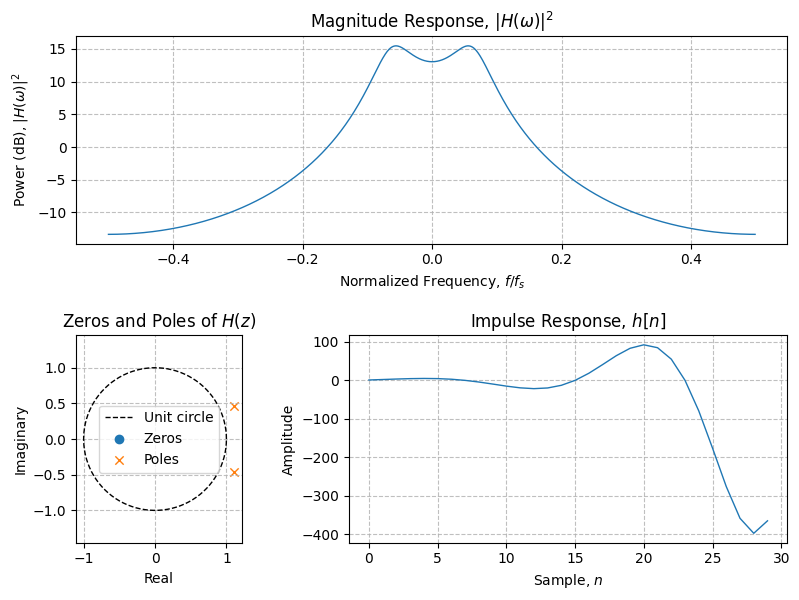 Magnitude Response, |H(ω)|²
Power (dB), |H(ω)|²
15
10
5
0
−5
−10
−0.4
−0.2
0.0
0.2
0.4
Normalized Frequency, f/fₛ
Zeros and Poles of H(z)
Imaginary
1.0
0.5
0.0
−0.5
−1.0
Unit circle
Zeros
Poles
−1
0
1
Real
Impulse Response, h[n]
Amplitude
100
0
−100
−200
−300
−400
0
5
10
15
20
25
30
Sample, n